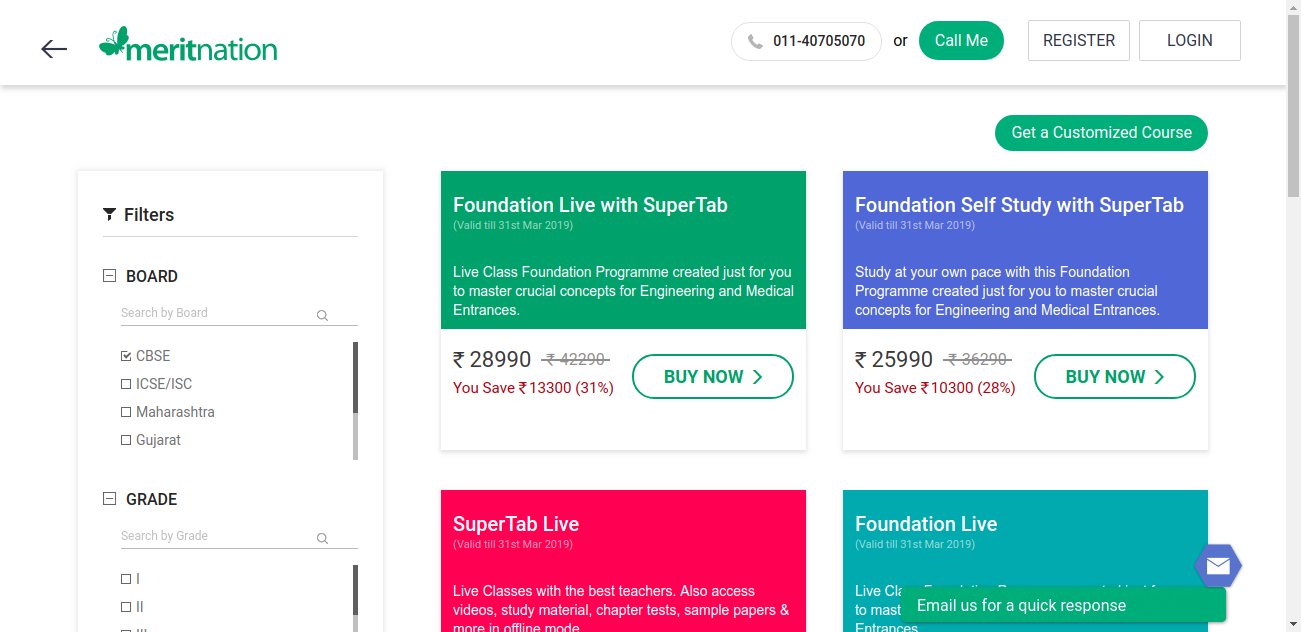 meritnation
011-40705070
or
Call Me
REGISTER
LOGIN
Get a Customized Course
Filters
BOARD
Search by Board
CBSE
ICSE/ISC
Maharashtra
Gujarat
GRADE
Search by Grade
I
II
Foundation Live with SuperTab
(Valid till 31st Mar 2019)
Live Class Foundation Programme created just for you
to master crucial concepts for Engineering and Medical
Entrances.
₹ 28990 ₹ 42290
You Save ₹ 13300 (31%)
BUY NOW
Foundation Self Study with SuperTab
(Valid till 31st Mar 2019)
Study at your own pace with this Foundation
Programme created just for you to master crucial
concepts for Engineering and Medical Entrances.
₹ 25990 ₹ 36290
You Save ₹ 10300 (28%)
BUY NOW
SuperTab Live
(Valid till 31st Mar 2019)
Live Classes with the best teachers. Also access
videos, study material, chapter tests, sample papers &
more in offline mode
Foundation Live
(Valid till 31st Mar 2019)
Live
to
Entrances.
Email us for a quick response